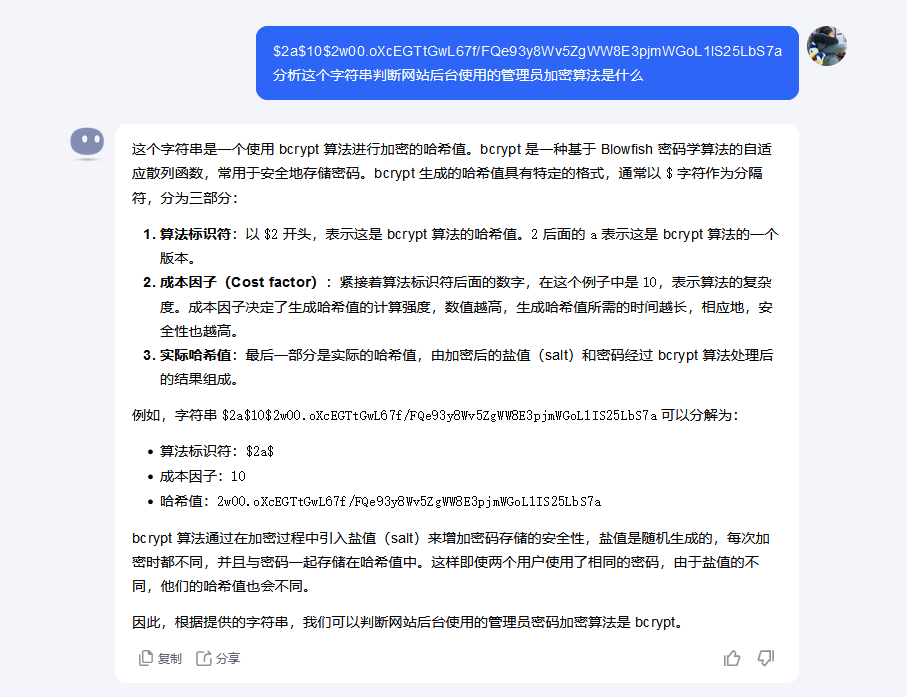 $2a$10$2w00.oXcEGTtGwL67f/FQe93y8Wv5ZgWW8E3pjmWGoL1lS25LbS7a
分析这个字符串判断网站后台使用的管理员加密算法是什么
这个字符串是一个使用 bcrypt 算法进行加密的哈希值。bcrypt 是一种基于 Blowfish 密码学算法的自适
应散列函数，常用于安全地存储密码。bcrypt 生成的哈希值具有特定的格式，通常以 $ 字符作为分隔
符，分为三部分：
1. 算法标识符：以 $2 开头，表示这是 bcrypt 算法的哈希值。2 后面的 a 表示这是 bcrypt 算法的一个
版本。
2. 成本因子（Cost factor）：紧接着算法标识符后面的数字，在这个例子中是 10，表示算法的复杂
度。成本因子决定了生成哈希值的计算强度，数值越高，生成哈希值所需的时间越长，相应地，安
全性也越高。
3. 实际哈希值：最后一部分是实际的哈希值，由加密后的盐值（salt）和密码经过 bcrypt 算法处理后
的结果组成。
例如，字符串 $2a$10$2w00.oXcEGTtGwL67f/FQe93y8Wv5ZgWW8E3pjmWGoL1IS25LbS7a 可以分解为：
• 算法标识符：$2a$
• 成本因子：10
• 哈希值：2w00.oXcEGTtGwL67f/FQe93y8Wv5ZgWW8E3pjmWGoL1IS25LbS7a
bcrypt 算法通过在加密过程中引入盐值（salt）来增加密码存储的安全性，盐值是随机生成的，每次加
密时都不同，并且与密码一起存储在哈希值中。这样即使两个用户使用了相同的密码，由于盐值的不
同，他们的哈希值也会不同。
因此，根据提供的字符串，我们可以判断网站后台使用的管理员密码加密算法是 bcrypt。
复制 分享